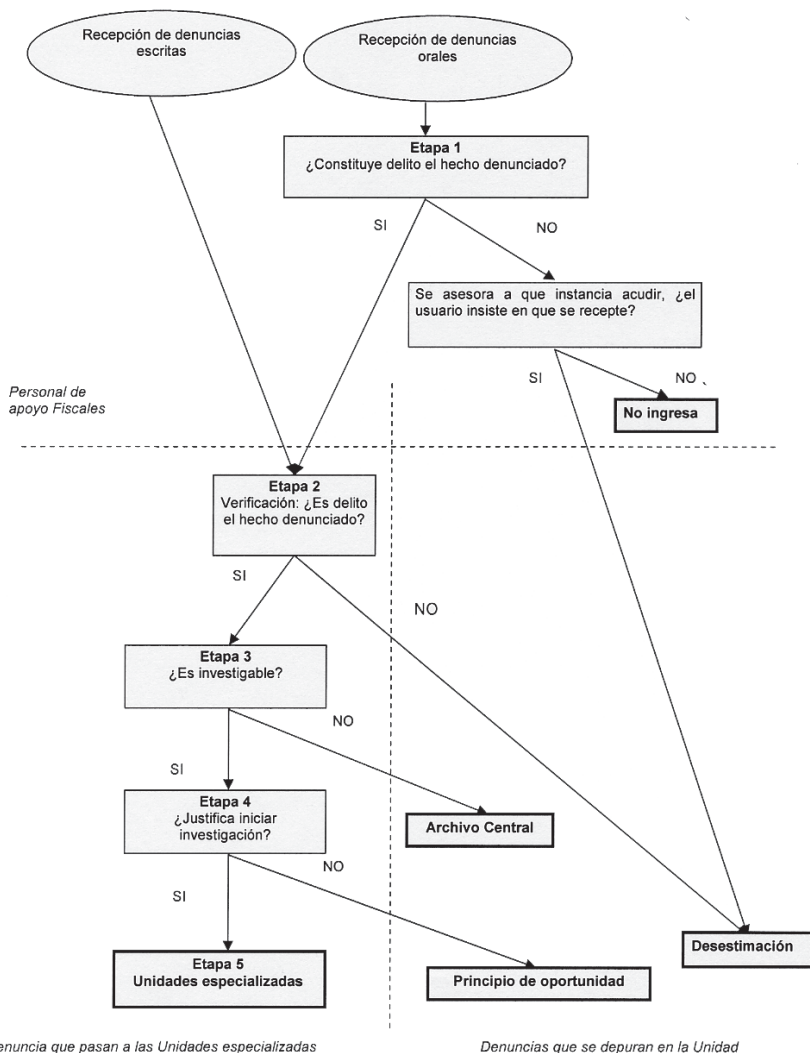 Recepción de denuncias
escritas
Recepción de denuncias
orales
Etapa 1
¿Constituye delito el hecho denunciado?
SI
NO
Se asesora a que instancia acudir, ¿el
usuario insiste en que se recepte?
SI
NO
No ingresa
Personal de
apoyo Fiscales
Etapa 2
Verificación: ¿Es delito
el hecho denunciado?
SI
NO
Etapa 3
¿Es investigable?
NO
SI
Etapa 4
¿Justifica iniciar
investigación?
Archivo Central
NO
SI
Desestimación
Etapa 5
Unidades especializadas
Principio de oportunidad
enuncia que pasan a las Unidades especializadas
Denuncias que se depuran en la Unidad